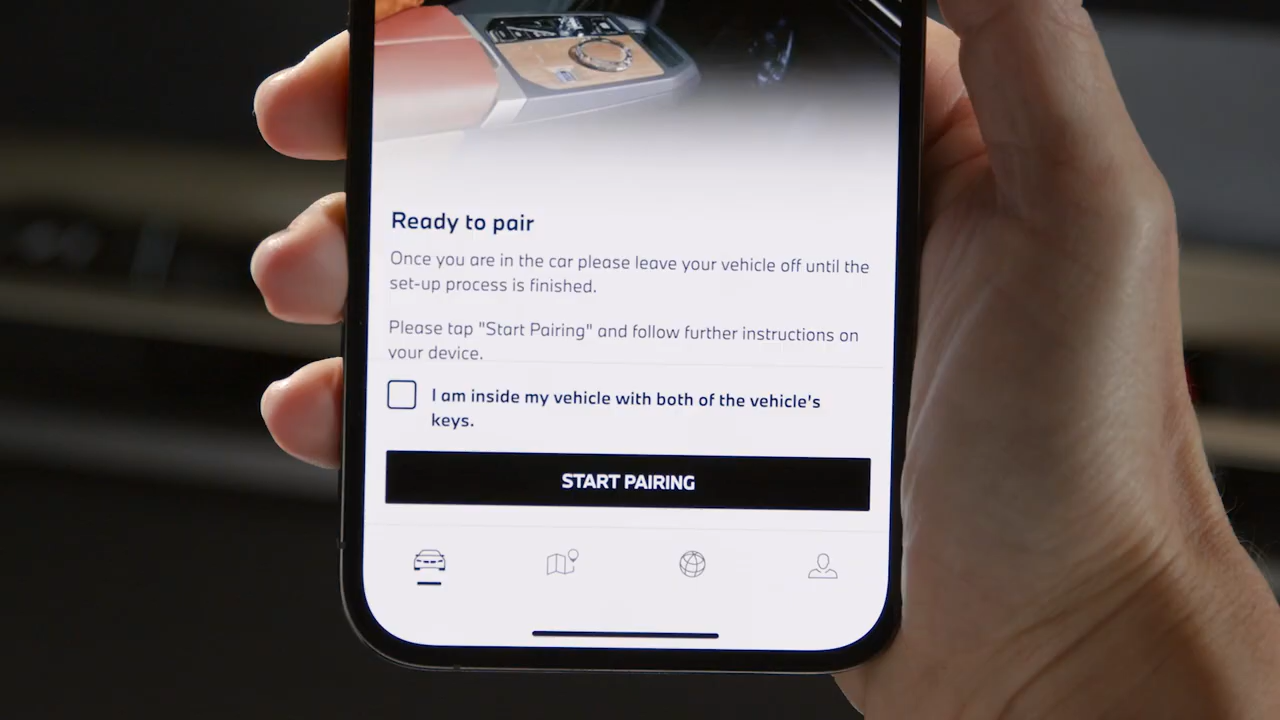 Ready to pair
Once you are in the car please leave your vehicle off until the
set-up process is finished.
Please tap "Start Pairing" and follow further instructions on
your device.
I am inside my vehicle with both of the vehicle's
keys.
START PAIRING